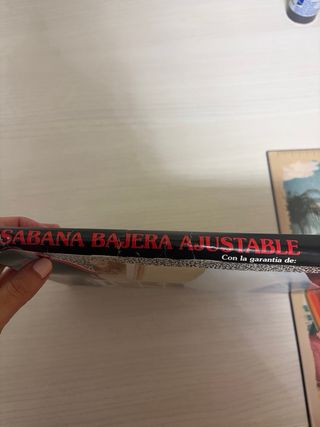 SABANA BAJERA AJUSTABLE
Con la garantía de: